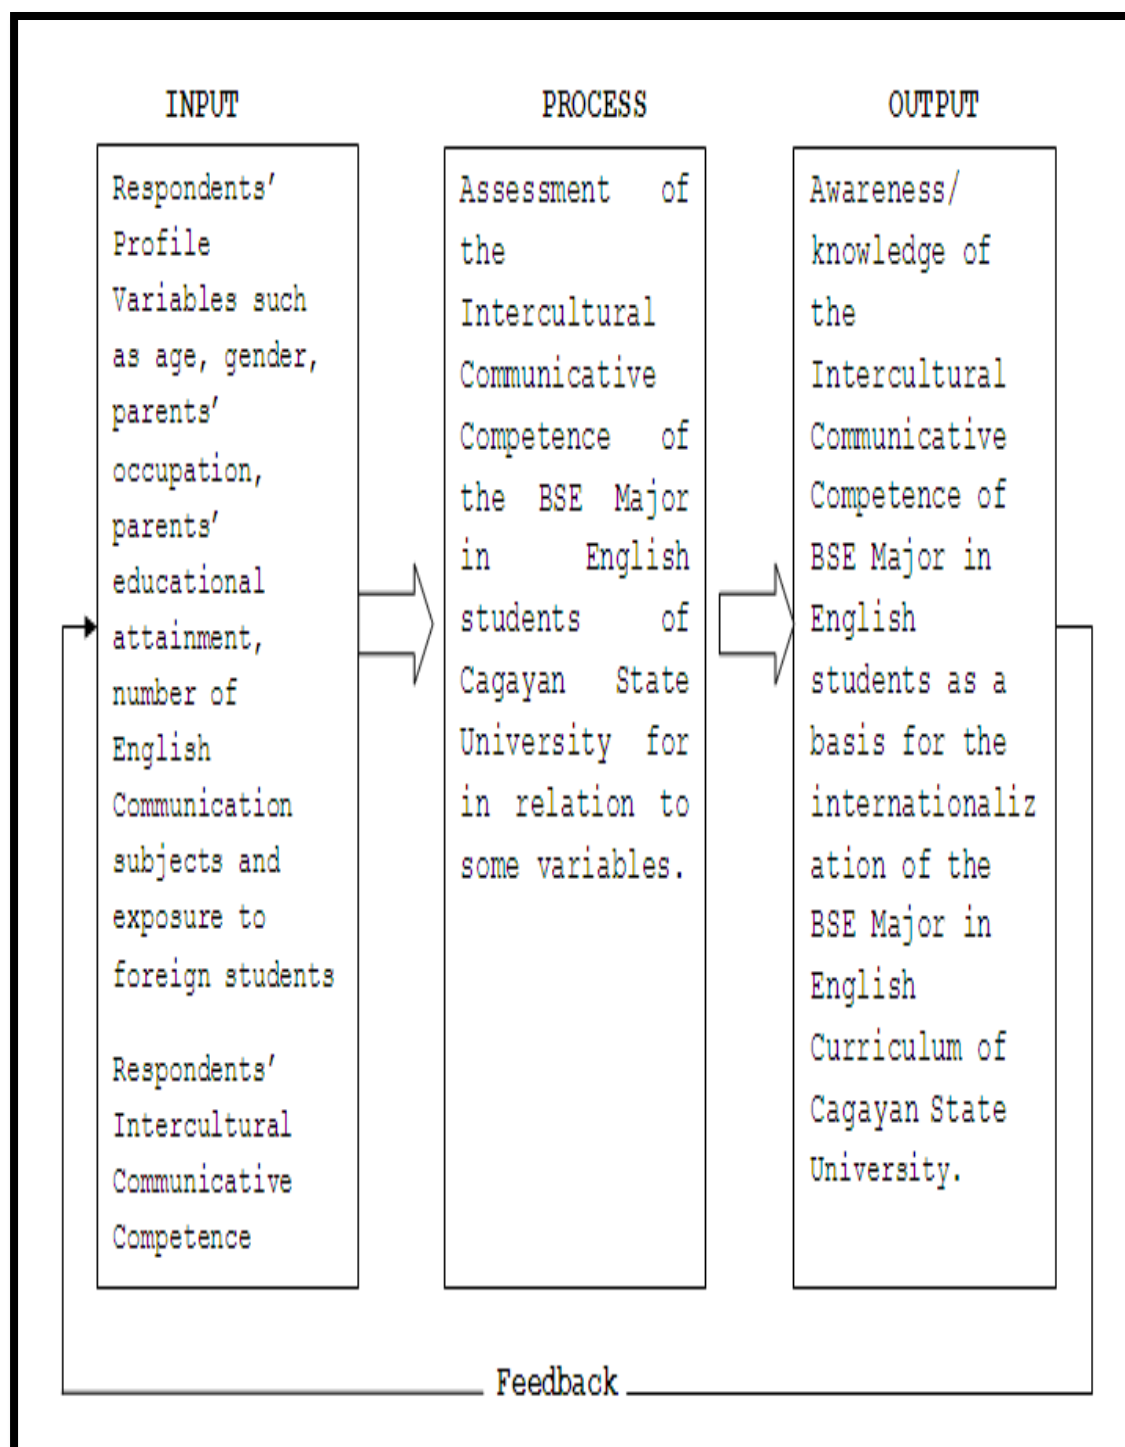 INPUT
Respondents’
Profile
Variables such
as age, gender,
parents’
occupation,
parents’
educational
attainment,
number of
English
Communication
subjects and
exposure to
foreign students
Respondents’
Intercultural
Communicative
Competence
PROCESS
Assessment of
the
Intercultural
Communicative
Competence of
the BSE Major
in English
students of
Cagayan State
University for
in relation to
some variables.
OUTPUT
Awareness/
knowledge of
the
Intercultural
Communicative
Competence of
BSE Major in
English
students as a
basis for the
internationaliz
ation of the
BSE Major in
English
Curriculum of
Cagayan State
University.
Feedback